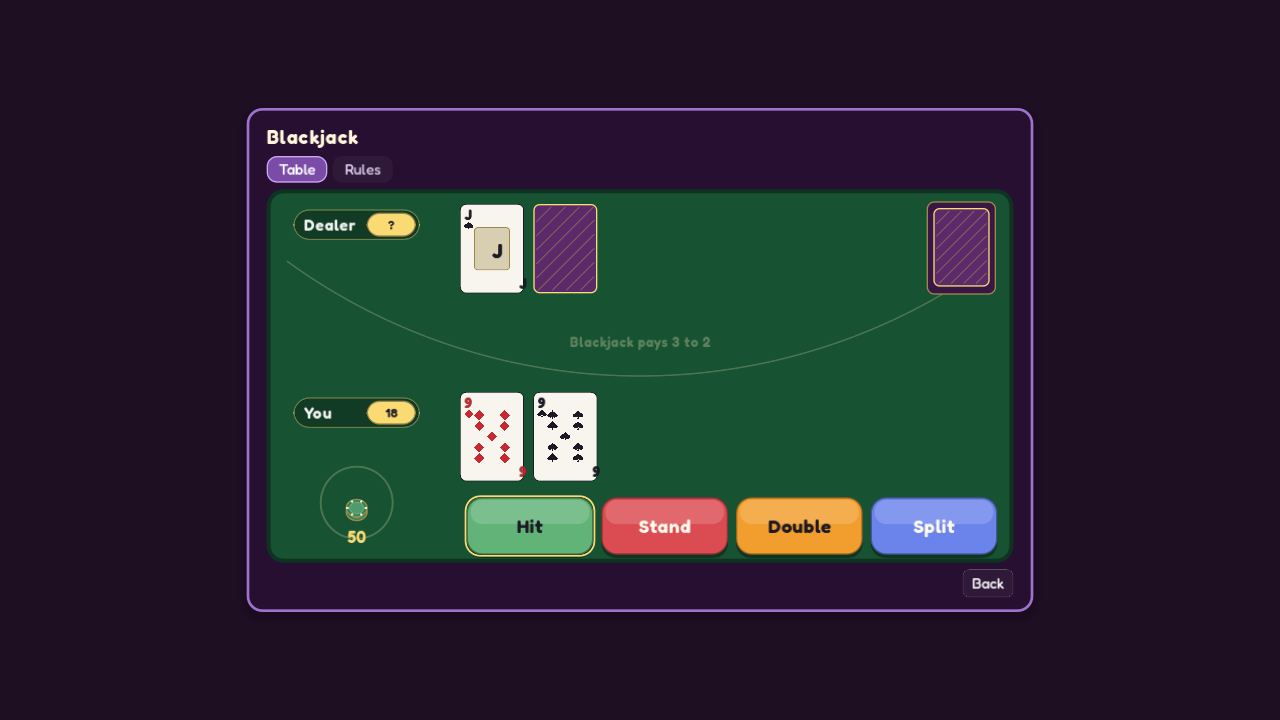 Blackjack
Table Rules
Dealer ?
J
J
J
Blackjack pays 3 to 2
You 18
9 9
9 9
50
Hit Stand Double Split
Back